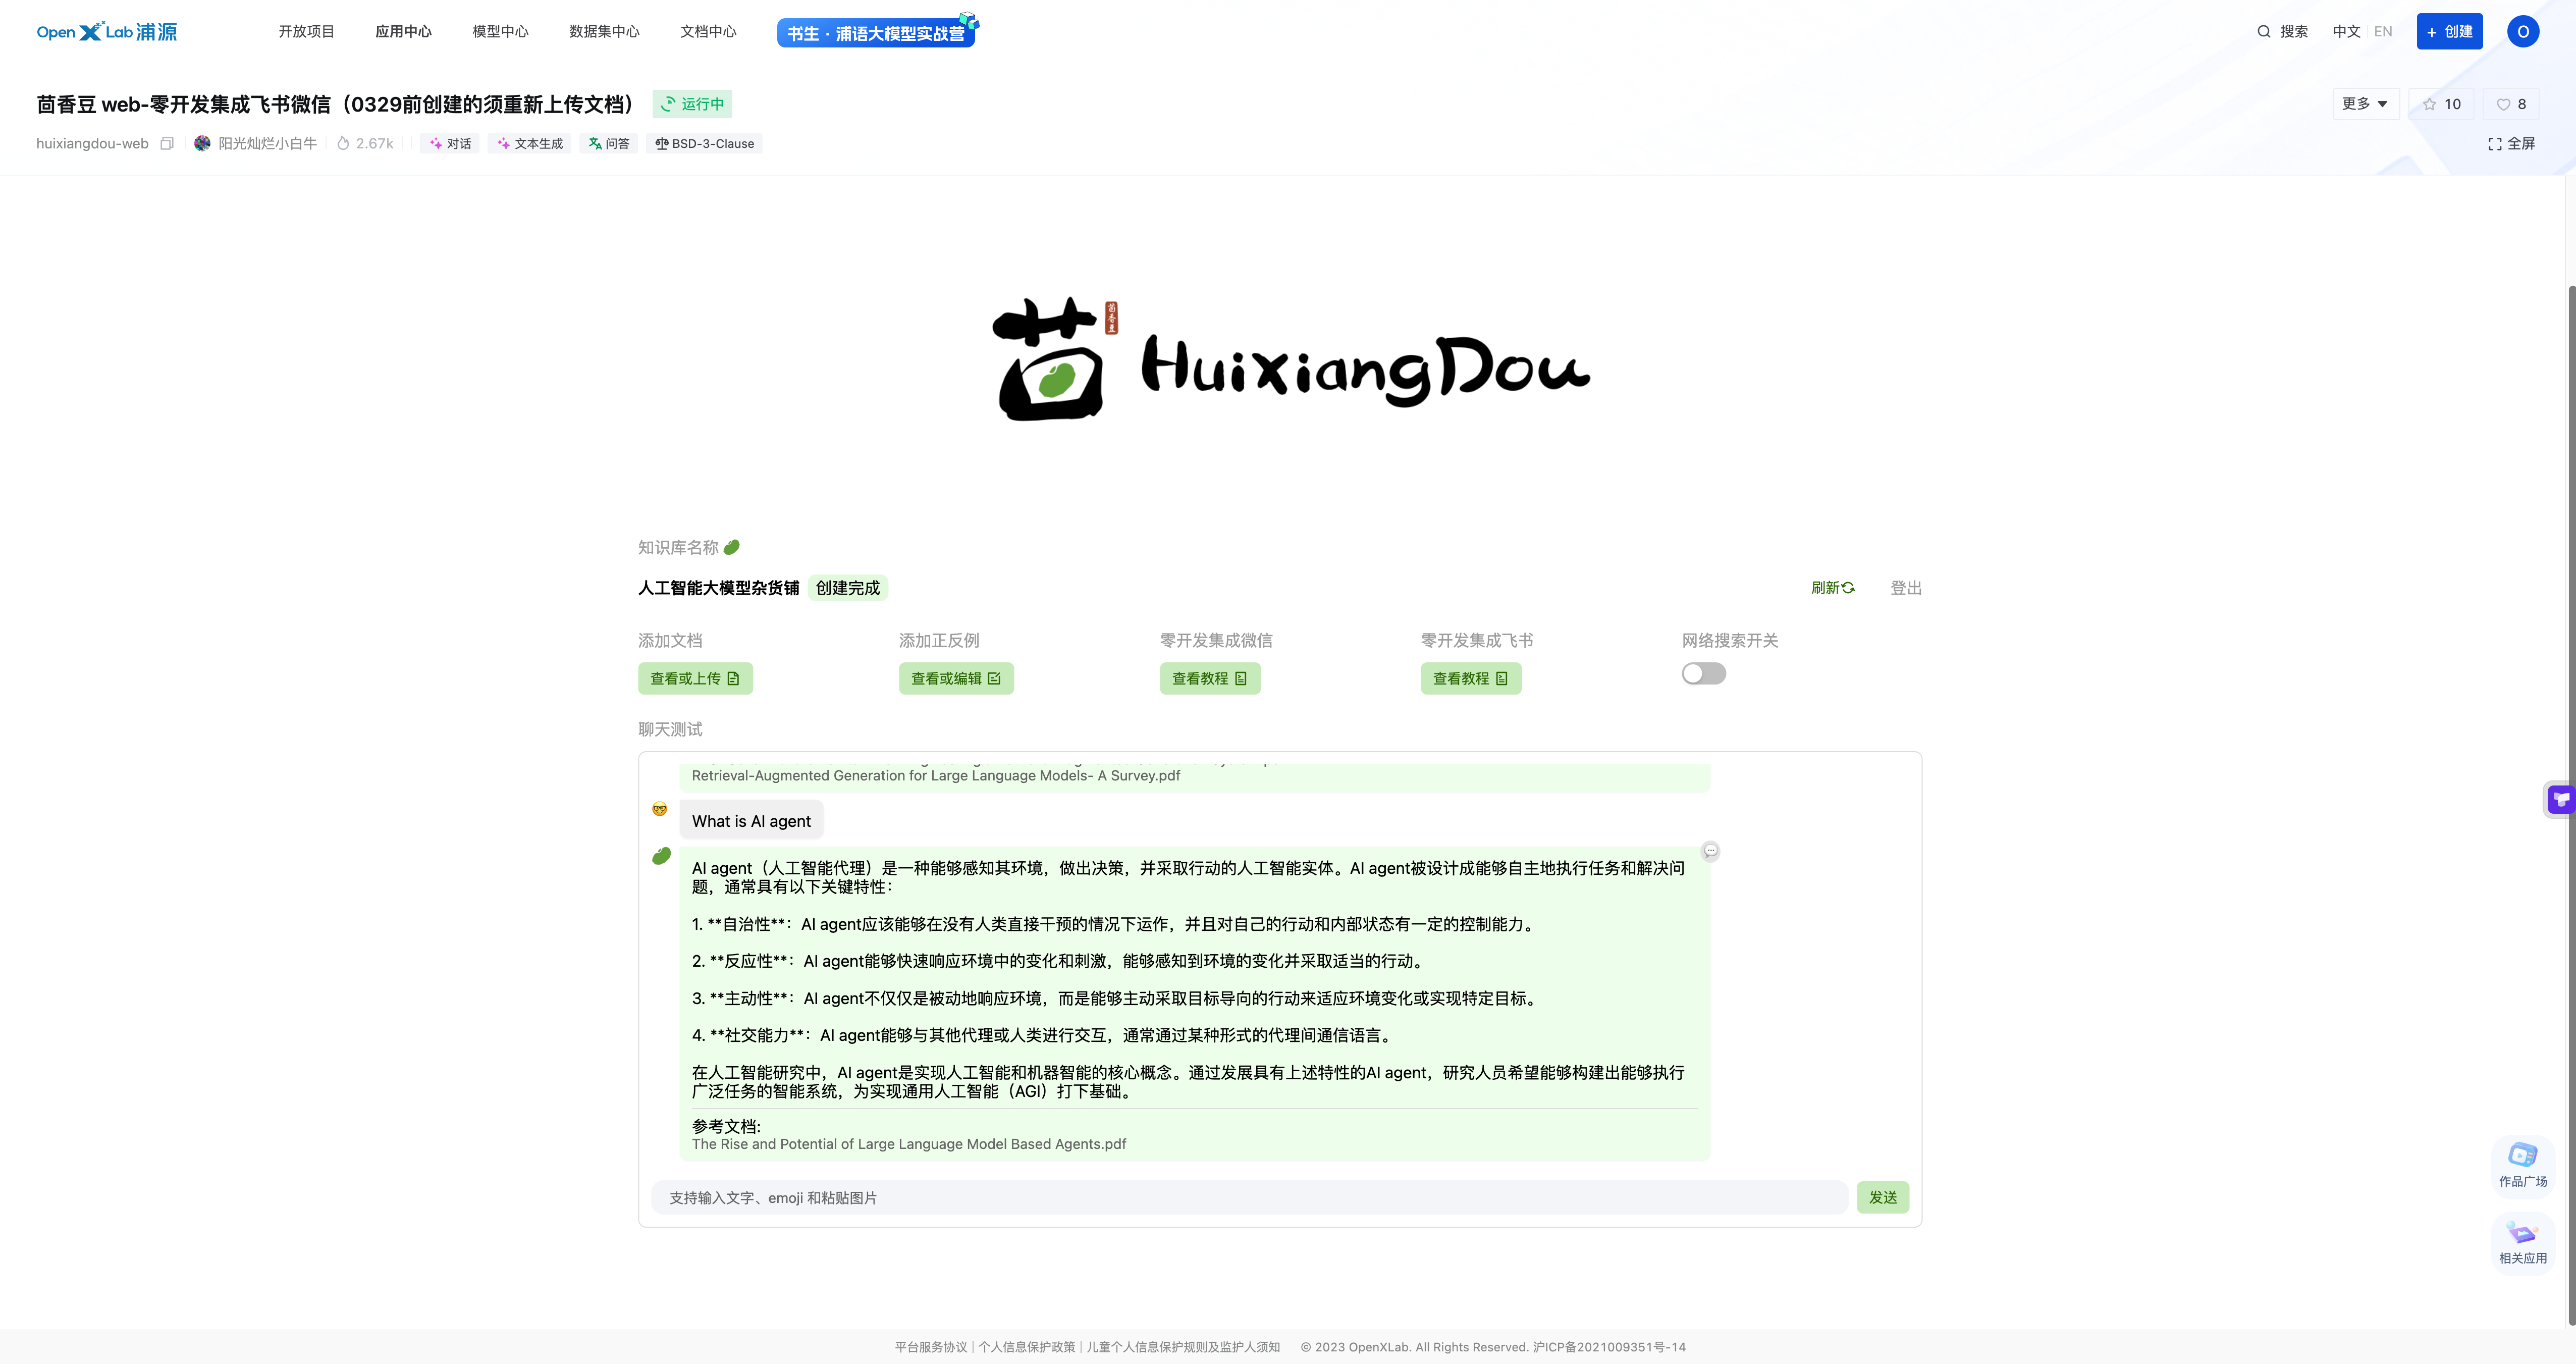 OpenXLab浦源
开放项目
应用中心
模型中心
数据集中心
文档中心
书生·浦语大模型实战营
搜索
中文 | EN
+ 创建
O
茴香豆 web-零开发集成飞书微信（0329前创建的须重新上传文档）
运行中
更多
10
8
huixiangdou-web
阳光灿烂小白牛
2.67k
对话
文本生成
问答
BSD-3-Clause
全屏
茴
茴香豆
HuixiangDou
知识库名称
人工智能大模型杂货铺
创建完成
刷新
登出
添加文档
添加正反例
零开发集成微信
零开发集成飞书
网络搜索开关
查看或上传
查看或编辑
查看教程
查看教程
聊天测试
Retrieval-Augmented Generation for Large Language Models- A Survey.pdf
What is AI agent
AI agent（人工智能代理）是一种能够感知其环境，做出决策，并采取行动的人工智能实体。AI agent被设计成能够自主地执行任务和解决问
题，通常具有以下关键特性：
1. **自治性**：AI agent应该能够在没有人类直接干预的情况下运作，并且对自己的行动和内部状态有一定的控制能力。
2. **反应性**：AI agent能够快速响应环境中的变化和刺激，能够感知到环境的变化并采取适当的行动。
3. **主动性**：AI agent不仅仅是被动地响应环境，而是能够主动采取目标导向的行动来适应环境变化或实现特定目标。
4. **社交能力**：AI agent能够与其他代理或人类进行交互，通常通过某种形式的代理间通信语言。
在人工智能研究中，AI agent是实现人工智能和机器智能的核心概念。通过发展具有上述特性的AI agent，研究人员希望能够构建出能够执行
广泛任务的智能系统，为实现通用人工智能（AGI）打下基础。
参考文档:
The Rise and Potential of Large Language Model Based Agents.pdf
支持输入文字、emoji 和粘贴图片
发送
作品广场
相关应用
平台服务协议 | 个人信息保护政策 | 儿童个人信息保护规则及监护人须知
© 2023 OpenXLab. All Rights Reserved. 沪ICP备2021009351号-14